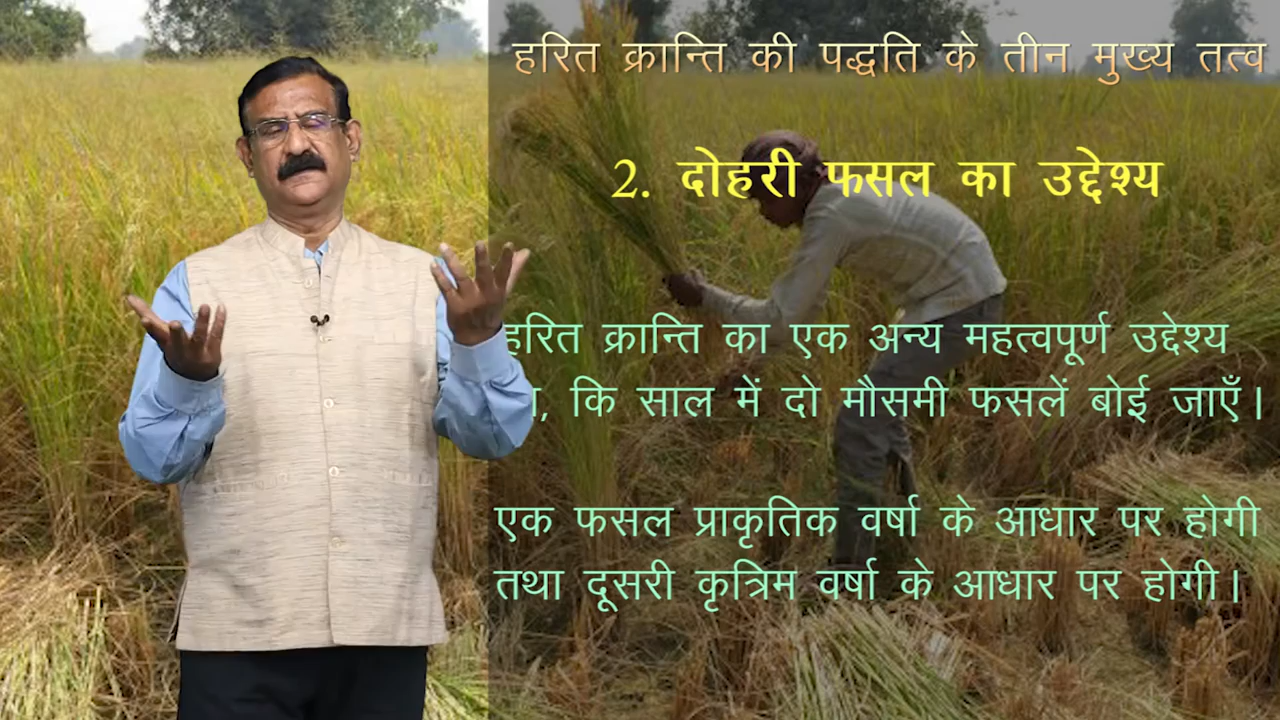 हरित क्रान्ति की पद्धति के तीन मुख्य तत्व
2. दोहरी फसल का उद्देश्य
हरित क्रान्ति का एक अन्य महत्वपूर्ण उद्देश्य
कि साल में दो मौसमी फसलें बोई जाएँ।
एक फसल प्राकृतिक वर्षा के आधार पर होगी
तथा दूसरी कृत्रिम वर्षा के आधार पर होगी।